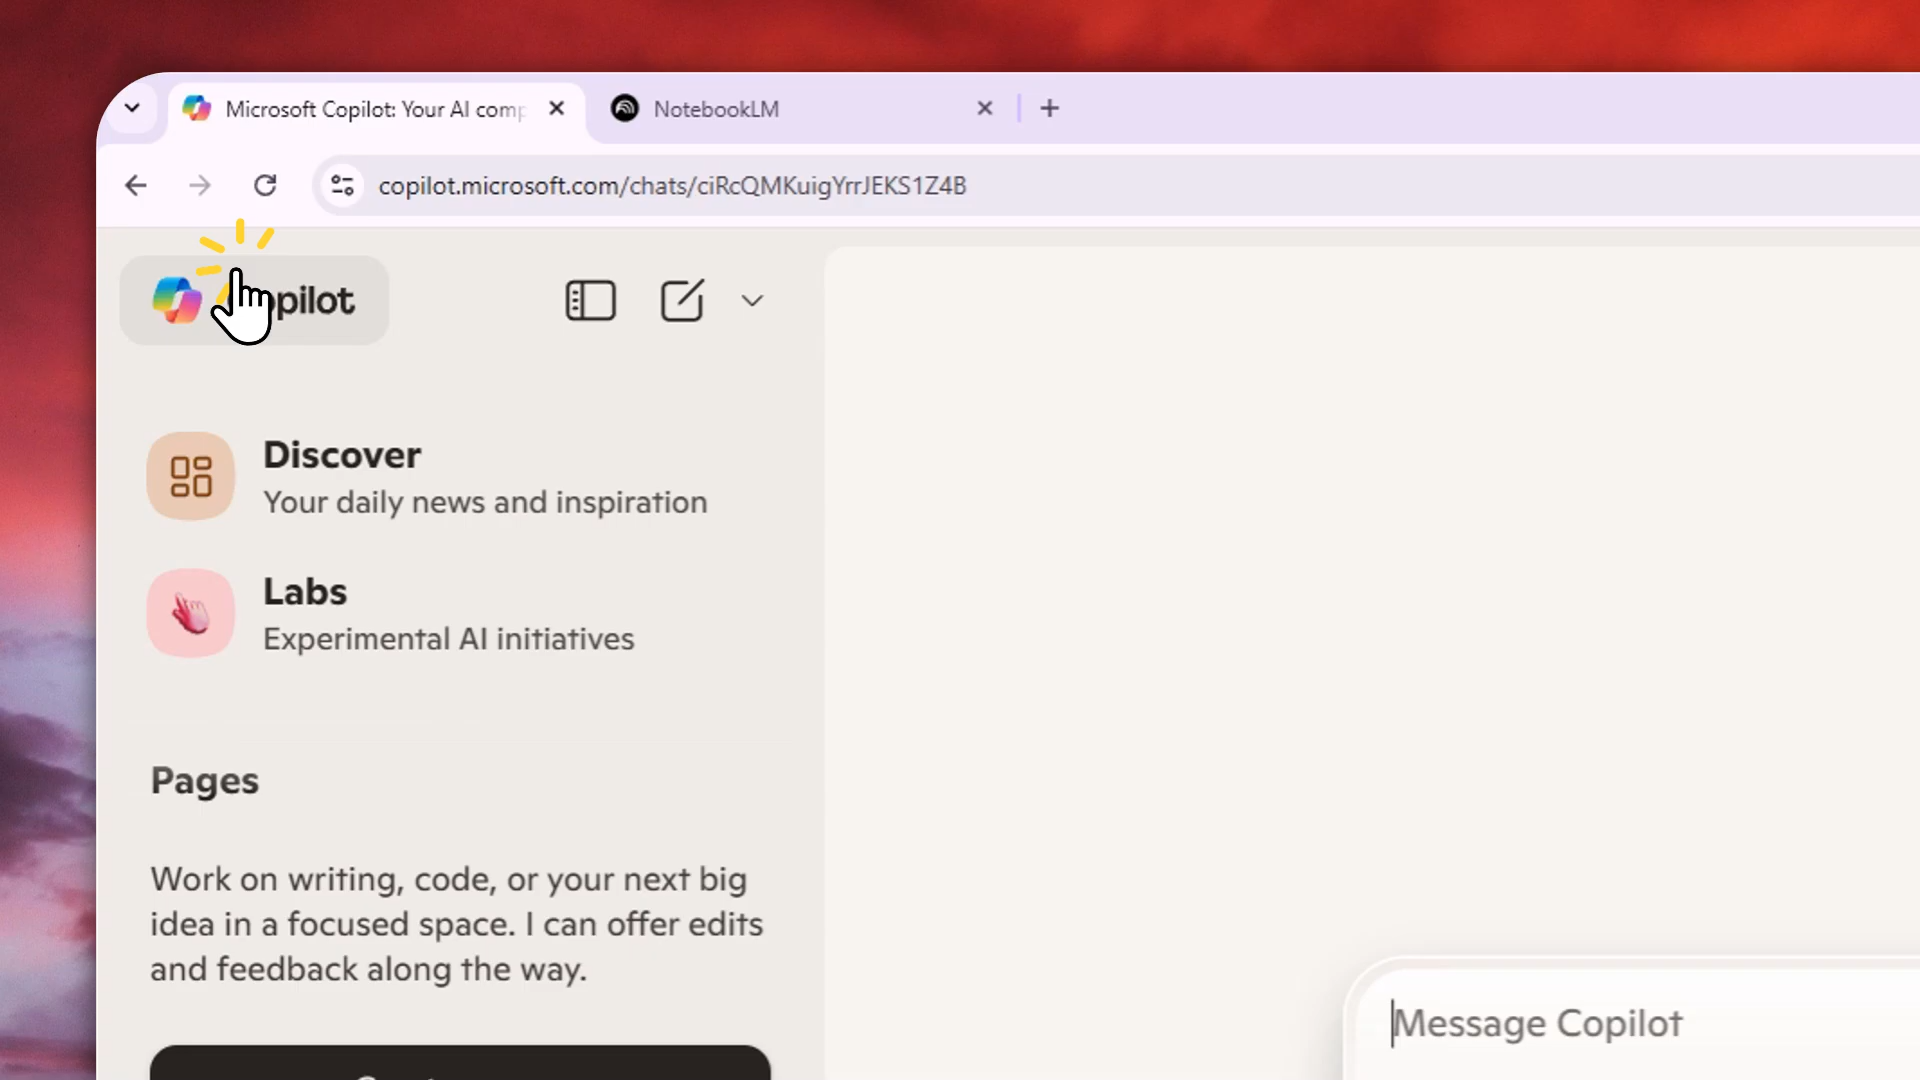 Microsoft Copilot: Your AI comp
NotebookLM
copilot.microsoft.com/chats/ciRcQMKuigYrrJEKS1Z4B
Discover
Your daily news and inspiration
Labs
Experimental AI initiatives
Pages
Work on writing, code, or your next big
idea in a focused space. I can offer edits
and feedback along the way.
Message Copilot